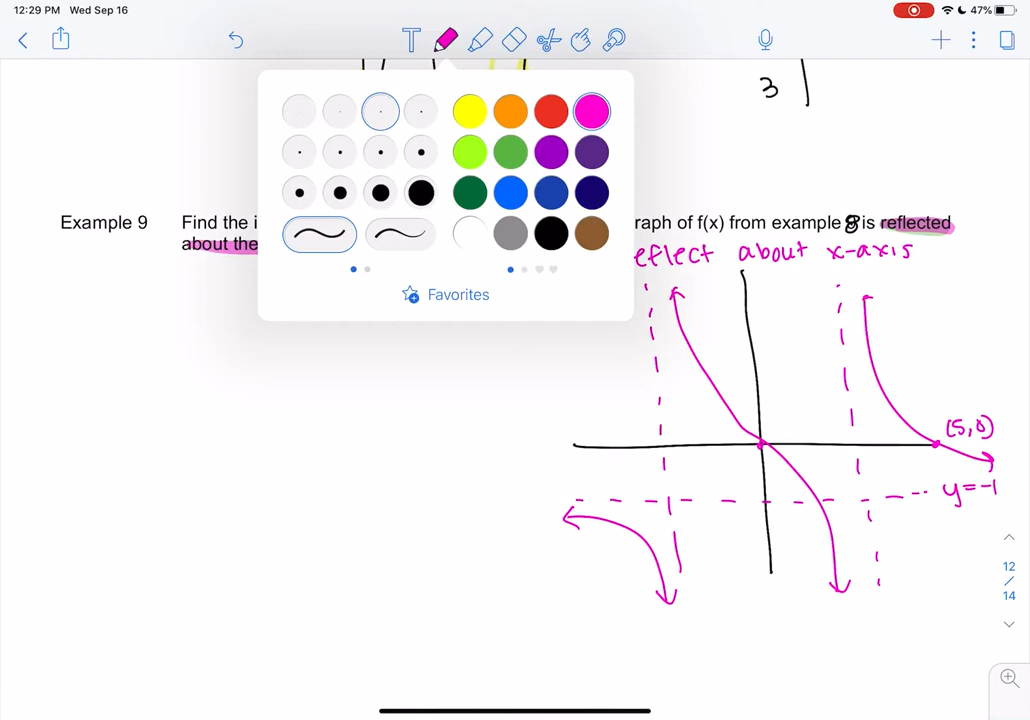 12:29 PM Wed Sep 16
47%
T
3
Example 9 Find the i raph of f(x) from example 8 is reflected
about the
eflect about x-axis
Favorites
(5,0)
y=-1
12
/
14